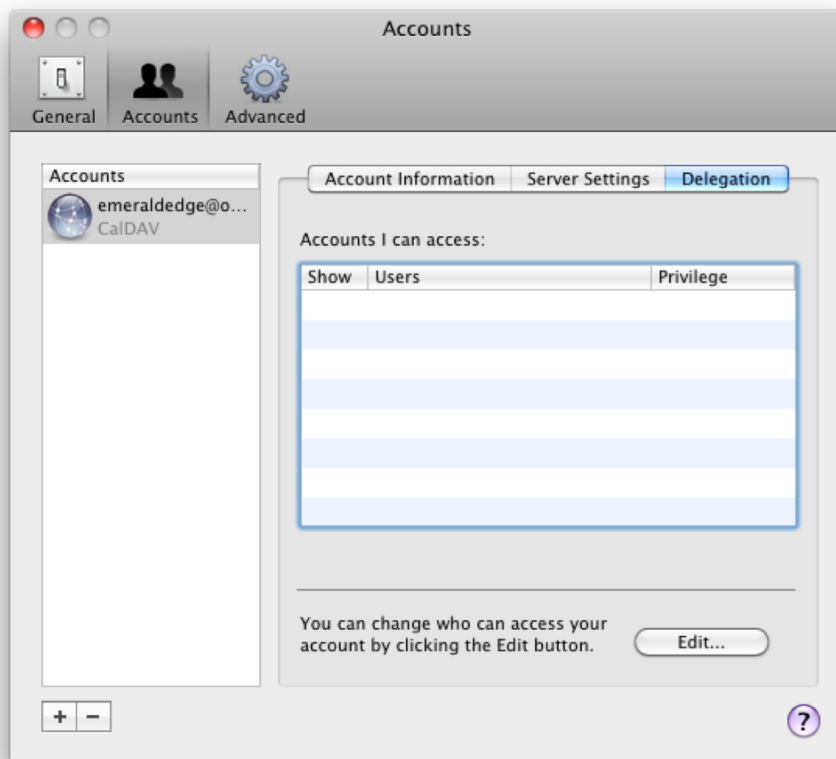 Accounts
General Accounts Advanced
Accounts
emeraldedge@o...
CalDAV
Account Information Server Settings Delegation
Accounts I can access:
Show Users Privilege
You can change who can access your
account by clicking the Edit button.
Edit...
+ −
?